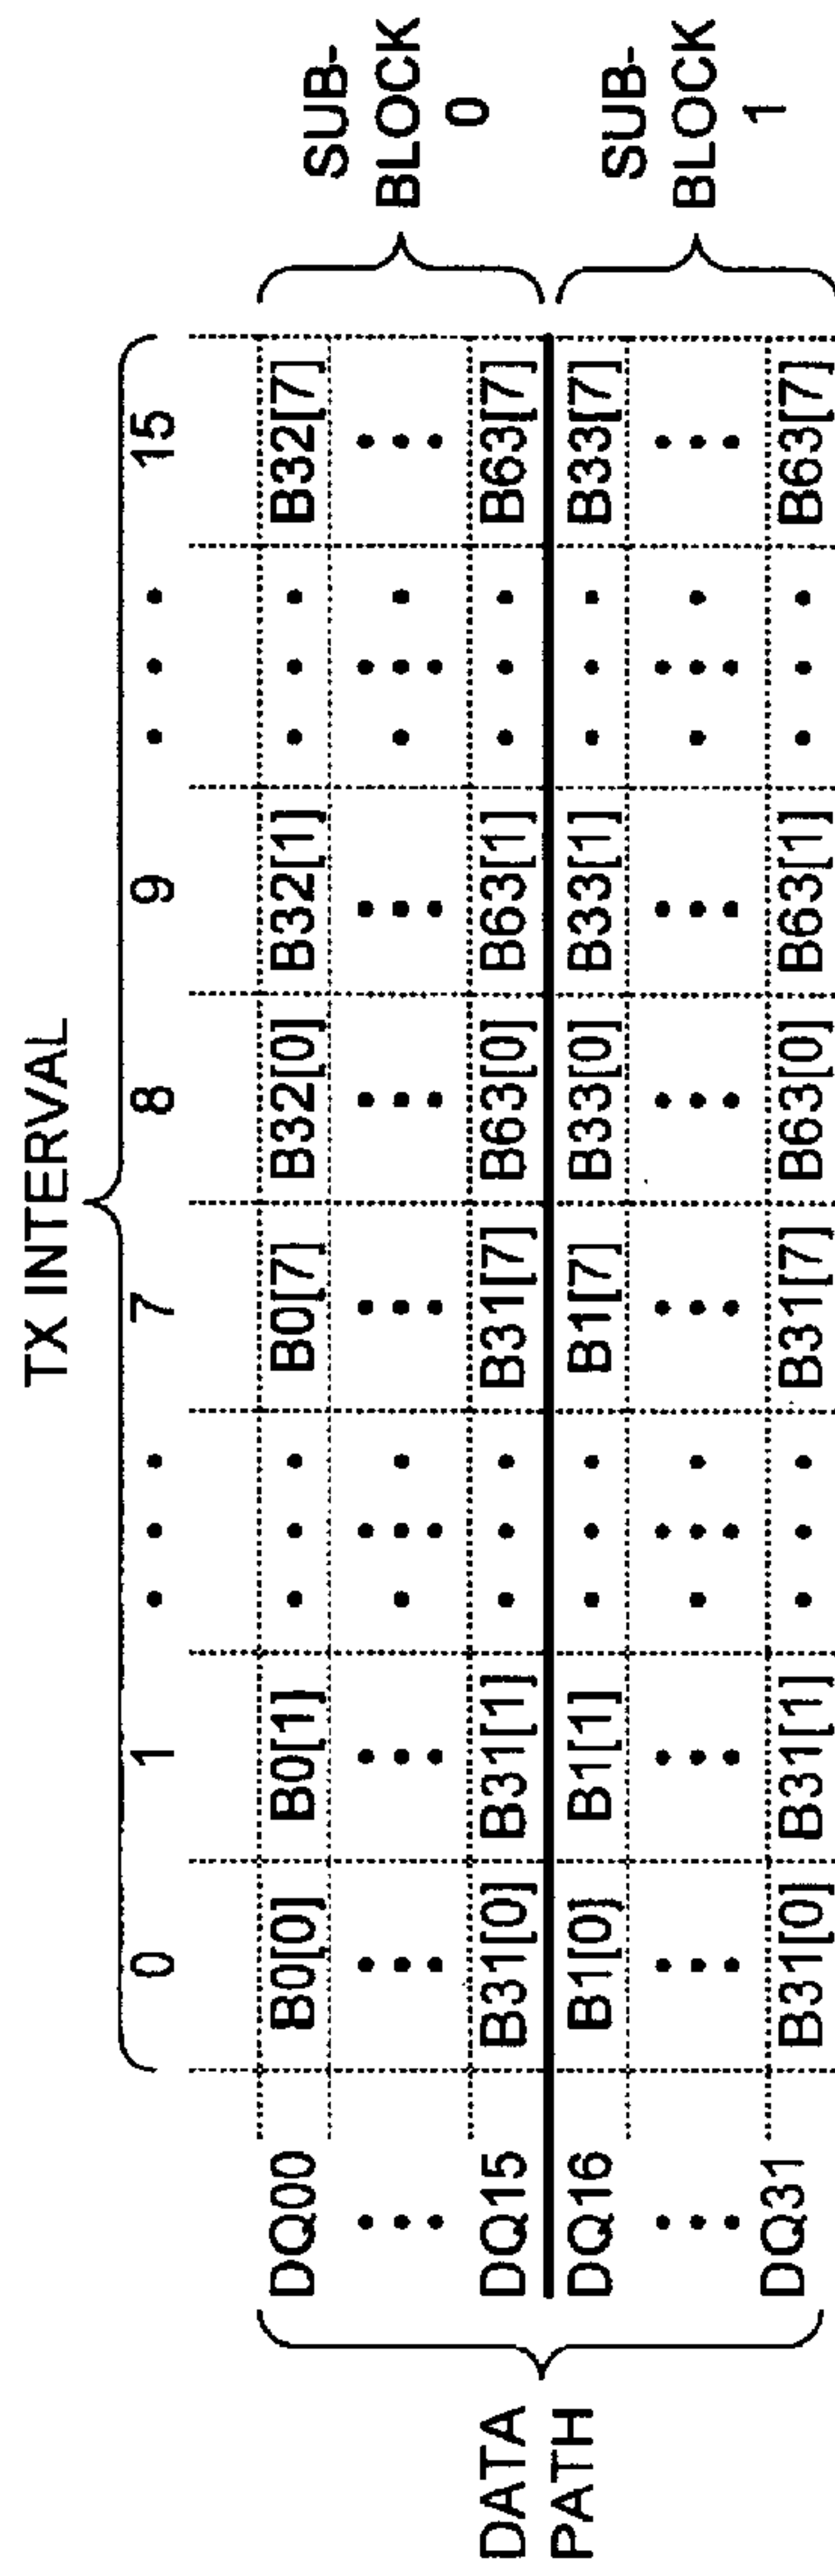 TX INTERVAL
0 1 • • • 7 8 9 • • • 15
DQ00 B0[0] B0[1] • • • B0[7] B32[0] B32[1] • • • B32[7]
DQ15 B31[0] B31[1] • • • B31[7] B63[0] B63[1] • • • B63[7]
DQ16 B1[0] B1[1] • • • B1[7] B33[0] B33[1] • • • B33[7]
DQ31 B31[0] B31[1] • • • B31[7] B63[0] B63[1] • • • B63[7]
DATA
PATH
SUB-
BLOCK
0
SUB-
BLOCK
1